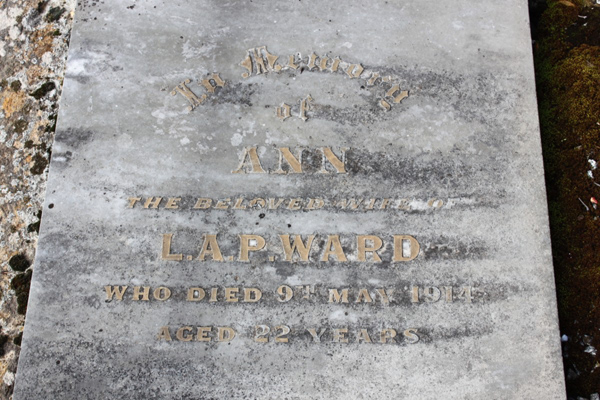 In Memory
of
ANN
THE BELOVED WIFE OF
L.A.P. WARD
WHO DIED 9TH MAY, 1914
AGED 22 YEARS